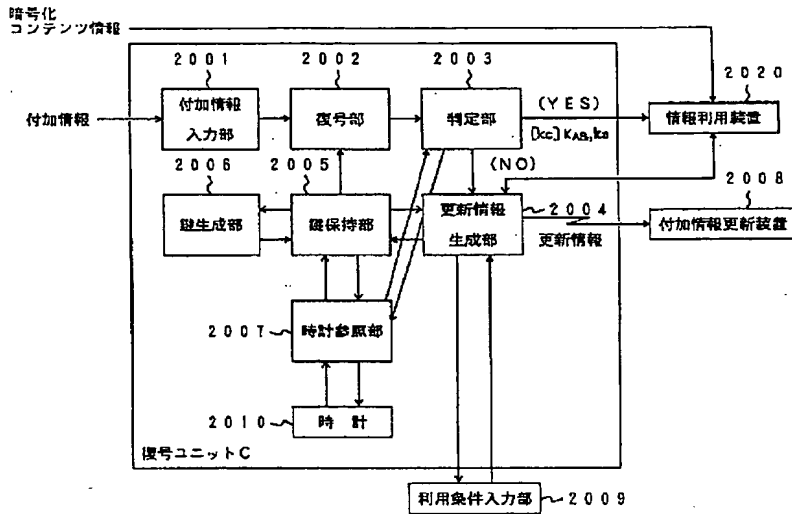 暗号化
コンテンツ情報
2001
2002
2003
2020
付加情報
付加情報
入力部
復号部
判定部
(YES)
[kc]KAB,ks
情報利用装置
2006
2005
(NO)
2008
鍵生成部
鍵保持部
更新情報
生成部
2004
更新情報
付加情報更新装置
2007
時計参照部
2010
時 計
復号ユニットC
利用条件入力部
2009